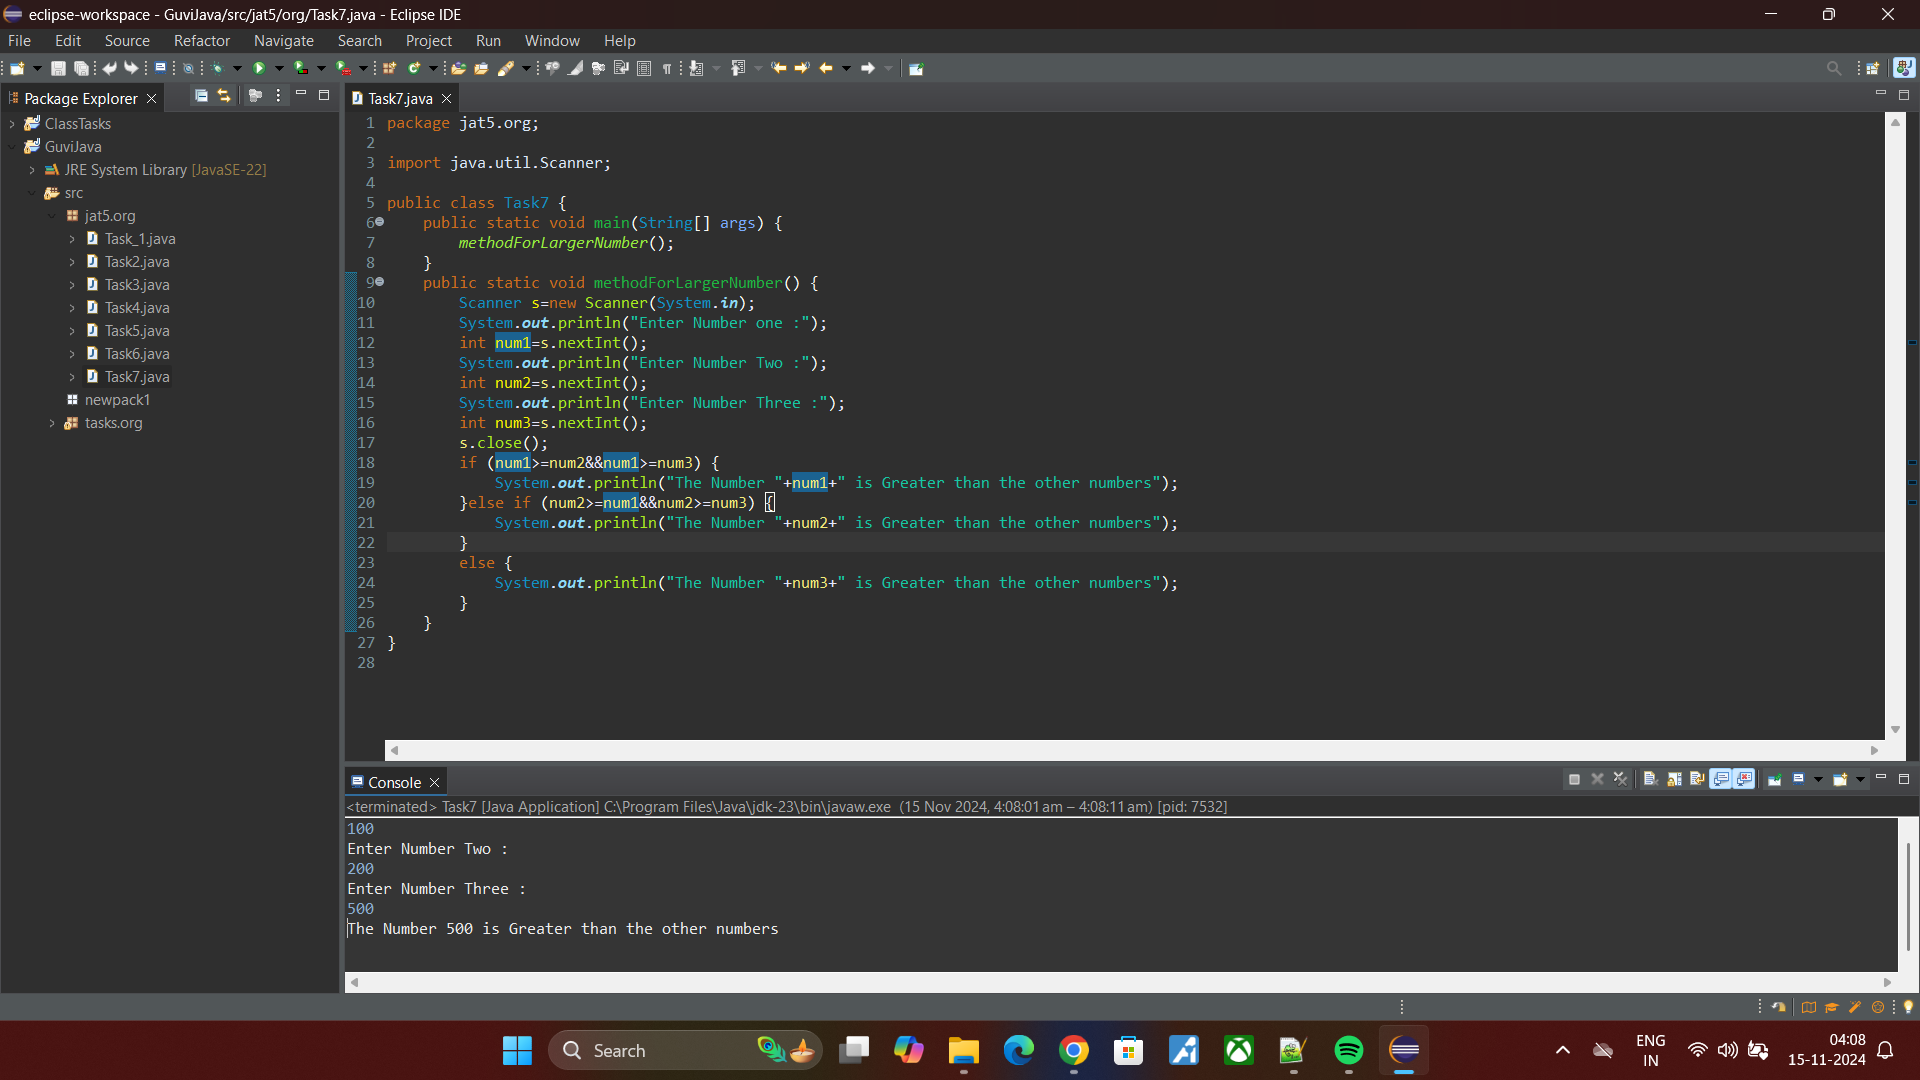 eclipse-workspace - GuviJava/src/jat5/org/Task7.java - Eclipse IDE
File Edit Source Refactor Navigate Search Project Run Window Help
Package Explorer
ClassTasks
GuviJava
JRE System Library [JavaSE-22]
src
jat5.org
Task_1.java
Task2.java
Task3.java
Task4.java
Task5.java
Task6.java
Task7.java
newpack1
tasks.org
Task7.java
1 package jat5.org;
2
3 import java.util.Scanner;
4
5 public class Task7 {
6     public static void main(String[] args) {
7         methodForLargerNumber();
8     }
9     public static void methodForLargerNumber() {
10         Scanner s=new Scanner(System.in);
11         System.out.println("Enter Number one :");
12         int num1=s.nextInt();
13         System.out.println("Enter Number Two :");
14         int num2=s.nextInt();
15         System.out.println("Enter Number Three :");
16         int num3=s.nextInt();
17         s.close();
18         if (num1>=num2&&num1>=num3) {
19             System.out.println("The Number "+num1+" is Greater than the other numbers");
20         }else if (num2>=num1&&num2>=num3) {
21             System.out.println("The Number "+num2+" is Greater than the other numbers");
22         }
23         else {
24             System.out.println("The Number "+num3+" is Greater than the other numbers");
25         }
26     }
27 }
28
Console
<terminated> Task7 [Java Application] C:\Program Files\Java\jdk-23\bin\javaw.exe (15 Nov 2024, 4:08:01 am – 4:08:11 am) [pid: 7532]
100
Enter Number Two :
200
Enter Number Three :
500
The Number 500 is Greater than the other numbers
Search
ENG
IN
04:08
15-11-2024